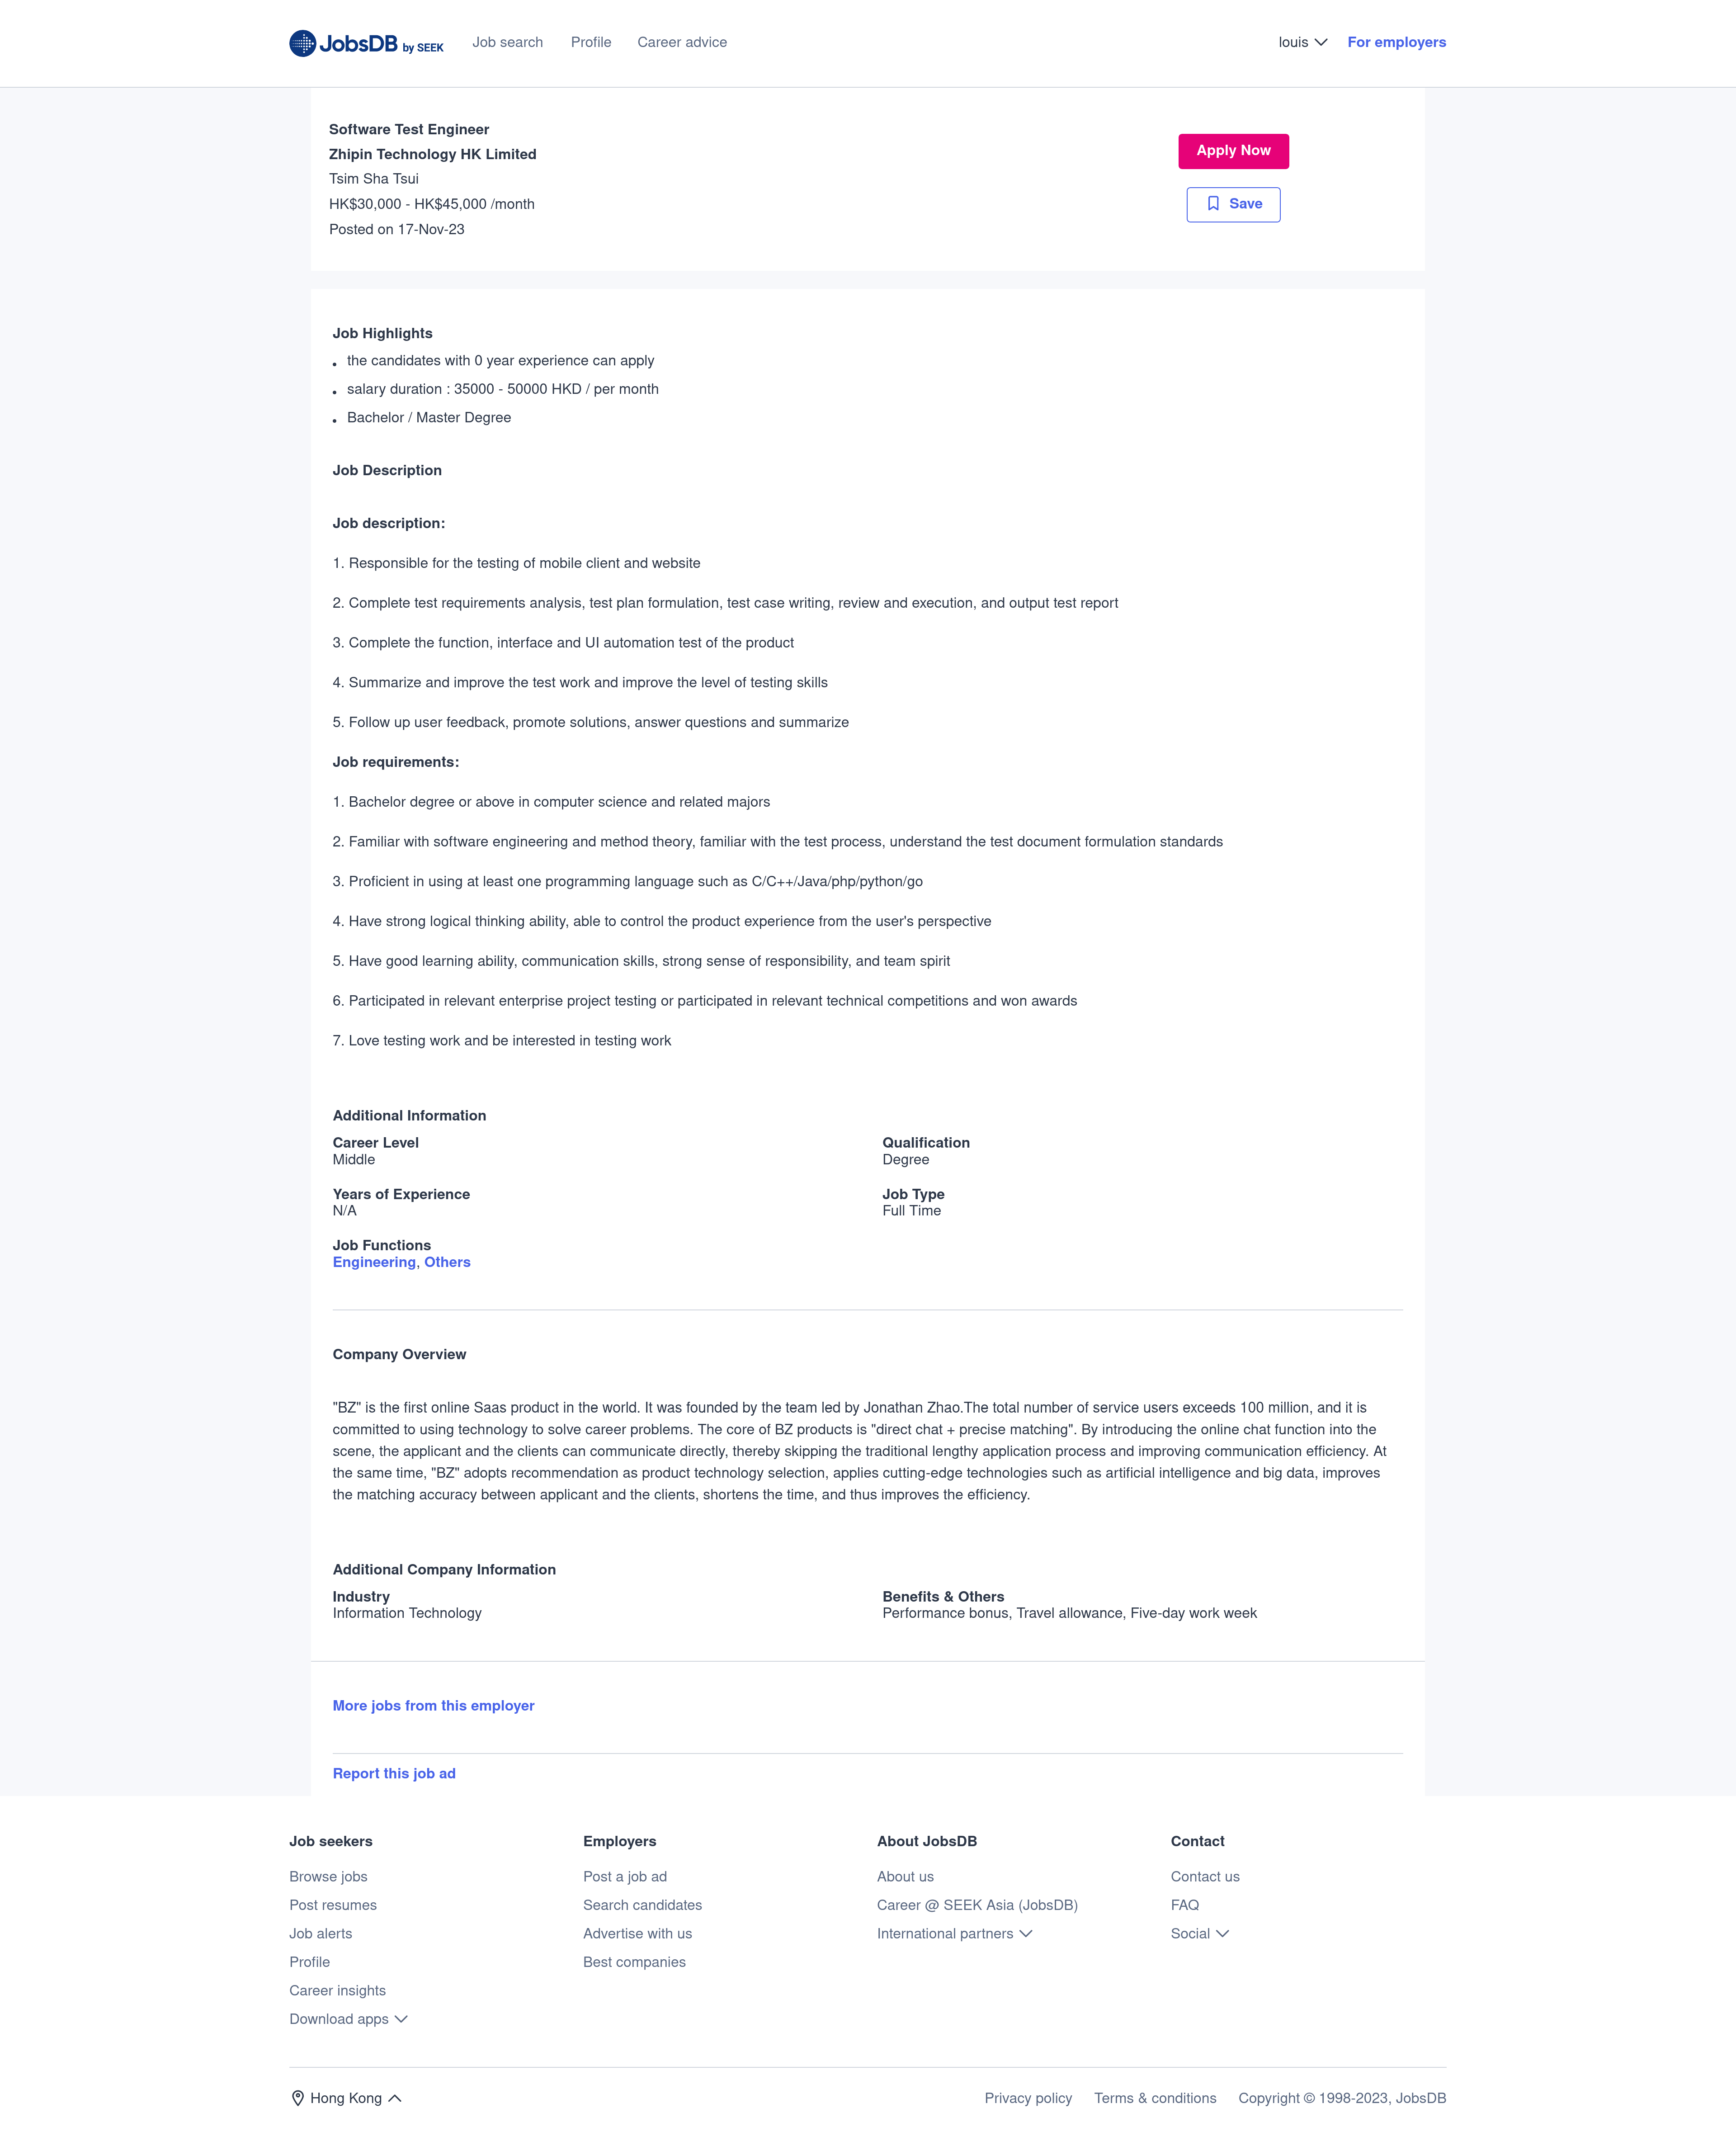 JobsDB by SEEK Job search Profile Career advice louis For employers
Software Test Engineer
Zhipin Technology HK Limited
Tsim Sha Tsui
HK$30,000 - HK$45,000 /month
Posted on 17-Nov-23
Apply Now
Save
Job Highlights
• the candidates with 0 year experience can apply
• salary duration : 35000 - 50000 HKD / per month
• Bachelor / Master Degree
Job Description
Job description:
1. Responsible for the testing of mobile client and website
2. Complete test requirements analysis, test plan formulation, test case writing, review and execution, and output test report
3. Complete the function, interface and UI automation test of the product
4. Summarize and improve the test work and improve the level of testing skills
5. Follow up user feedback, promote solutions, answer questions and summarize
Job requirements:
1. Bachelor degree or above in computer science and related majors
2. Familiar with software engineering and method theory, familiar with the test process, understand the test document formulation standards
3. Proficient in using at least one programming language such as C/C++/Java/php/python/go
4. Have strong logical thinking ability, able to control the product experience from the user's perspective
5. Have good learning ability, communication skills, strong sense of responsibility, and team spirit
6. Participated in relevant enterprise project testing or participated in relevant technical competitions and won awards
7. Love testing work and be interested in testing work
Additional Information
Career Level
Middle
Qualification
Degree
Years of Experience
N/A
Job Type
Full Time
Job Functions
Engineering, Others
Company Overview
"BZ" is the first online Saas product in the world. It was founded by the team led by Jonathan Zhao.The total number of service users exceeds 100 million, and it is
committed to using technology to solve career problems. The core of BZ products is "direct chat + precise matching". By introducing the online chat function into the
scene, the applicant and the clients can communicate directly, thereby skipping the traditional lengthy application process and improving communication efficiency. At
the same time, "BZ" adopts recommendation as product technology selection, applies cutting-edge technologies such as artificial intelligence and big data, improves
the matching accuracy between applicant and the clients, shortens the time, and thus improves the efficiency.
Additional Company Information
Industry
Information Technology
Benefits & Others
Performance bonus, Travel allowance, Five-day work week
More jobs from this employer
Report this job ad
Job seekers
Browse jobs
Post resumes
Job alerts
Profile
Career insights
Download apps
Employers
Post a job ad
Search candidates
Advertise with us
Best companies
About JobsDB
About us
Career @ SEEK Asia (JobsDB)
International partners
Contact
Contact us
FAQ
Social
Hong Kong
Privacy policy Terms & conditions Copyright © 1998-2023, JobsDB